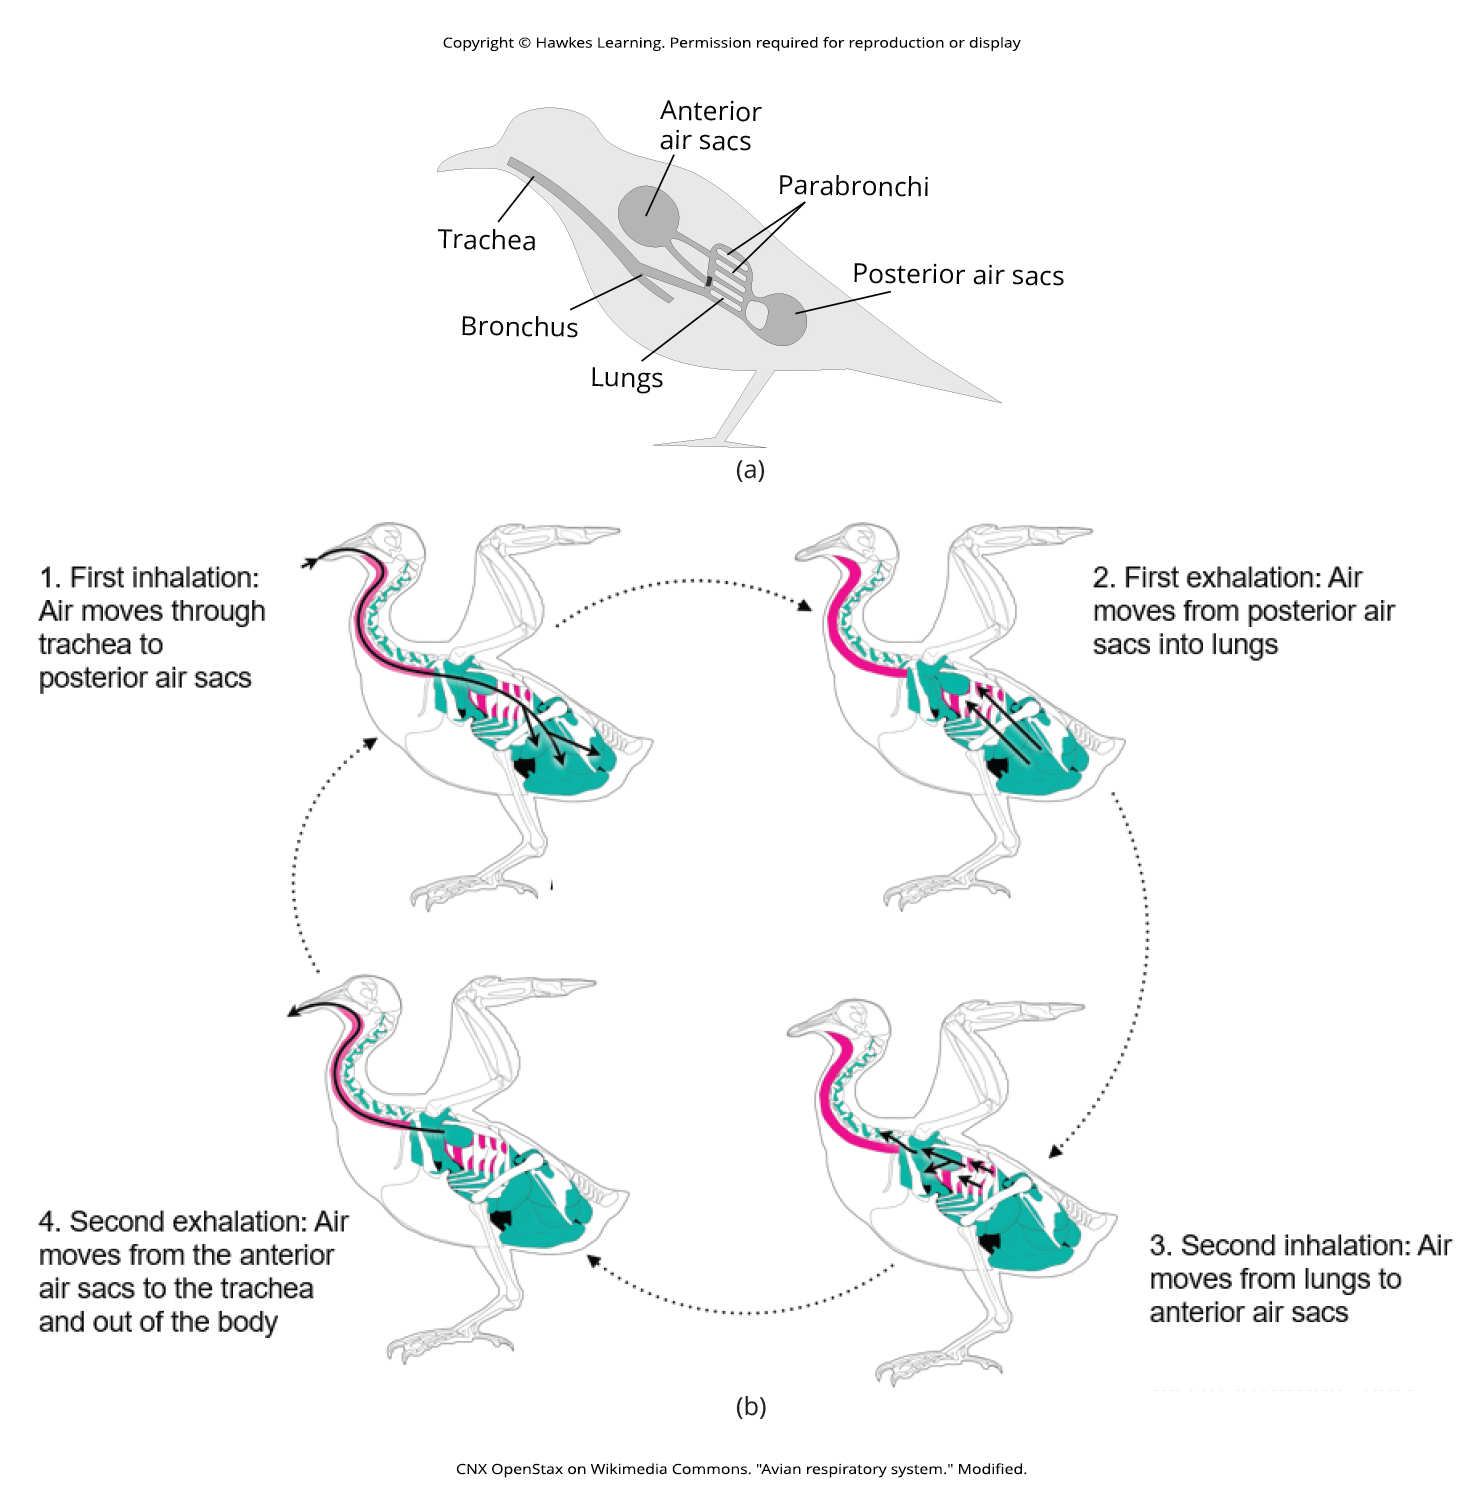 Copyright © Hawkes Learning. Permission required for reproduction or display
Anterior
air sacs
Parabronchi
Trachea
Posterior air sacs
Bronchus
Lungs
(a)
1. First inhalation:
Air moves through
trachea to
posterior air sacs
2. First exhalation: Air
moves from posterior air
sacs into lungs
4. Second exhalation: Air
moves from the anterior
air sacs to the trachea
and out of the body
3. Second inhalation: Air
moves from lungs to
anterior air sacs
(b)
CNX OpenStax on Wikimedia Commons. "Avian respiratory system." Modified.